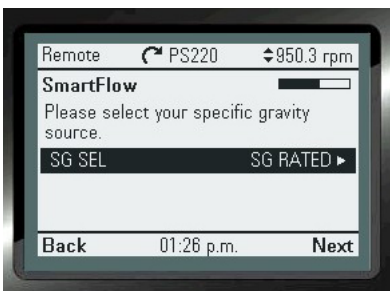 Remote PS220 950.3 rpm
SmartFlow
Please select your specific gravity
source.
SG SEL SG RATED
Back 01:26 p.m. Next